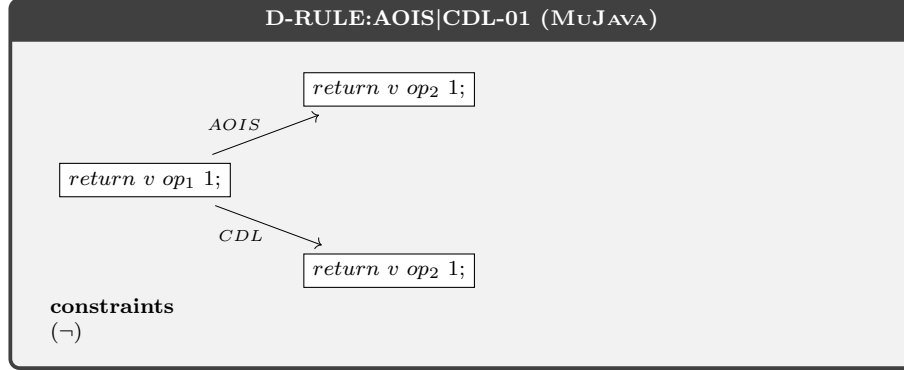 D-RULE:AOIS|CDL-01 (MuJava)
return v op₂ 1;
AOIS
return v op₁ 1;
CDL
return v op₂ 1;
constraints
(¬)